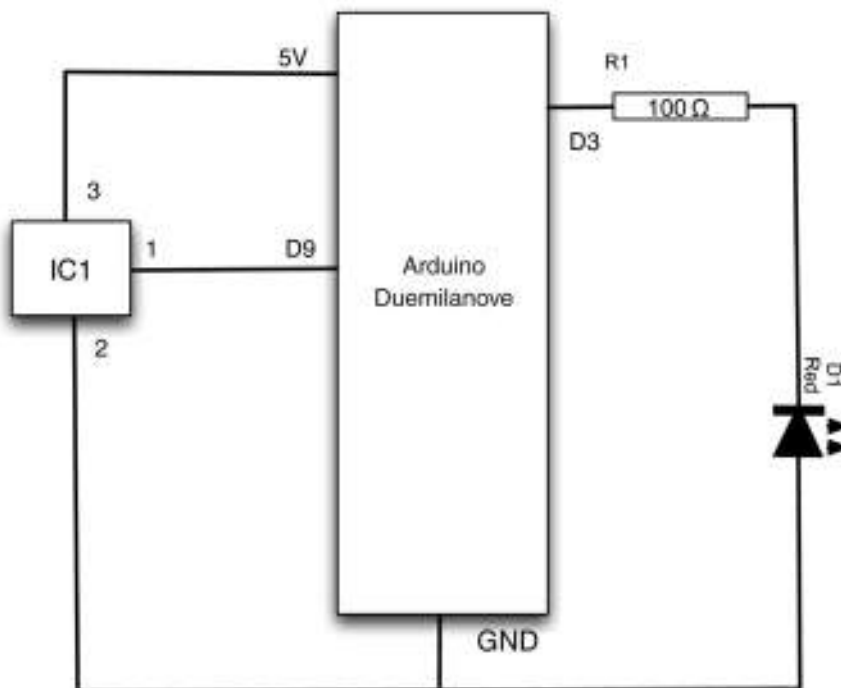 5V
R1
100 Ω
D3
3
1
D9
IC1
Arduino
Duemilanove
2
D1
Red
GND